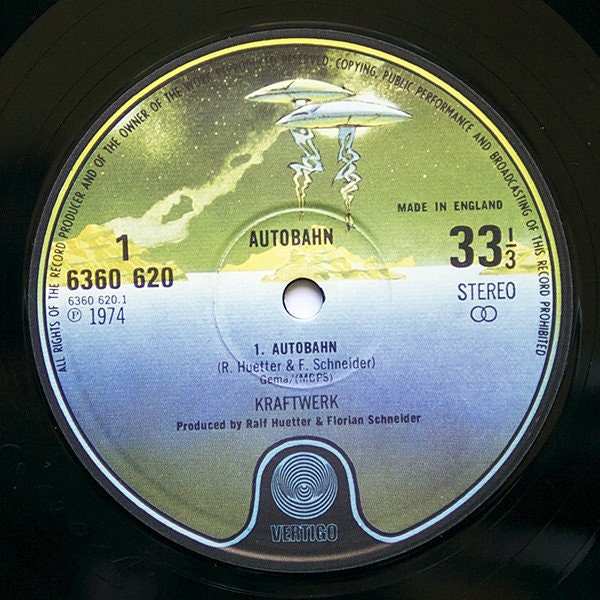 ALL RIGHTS OF THE RECORD PRODUCER AND OF THE OWNER OF THE WORK REPRODUCED RESERVED. COPYING, PUBLIC PERFORMANCE AND BROADCASTING OF THIS RECORD PROHIBITED
MADE IN ENGLAND
AUTOBAHN
1
33⅓
6360 620
6360 620.1
STEREO
Ⓟ 1974
1. AUTOBAHN
(R. Huetter & F. Schneider)
Gema/(MCPS)
KRAFTWERK
Produced by Ralf Huetter & Florian Schneider
VERTIGO